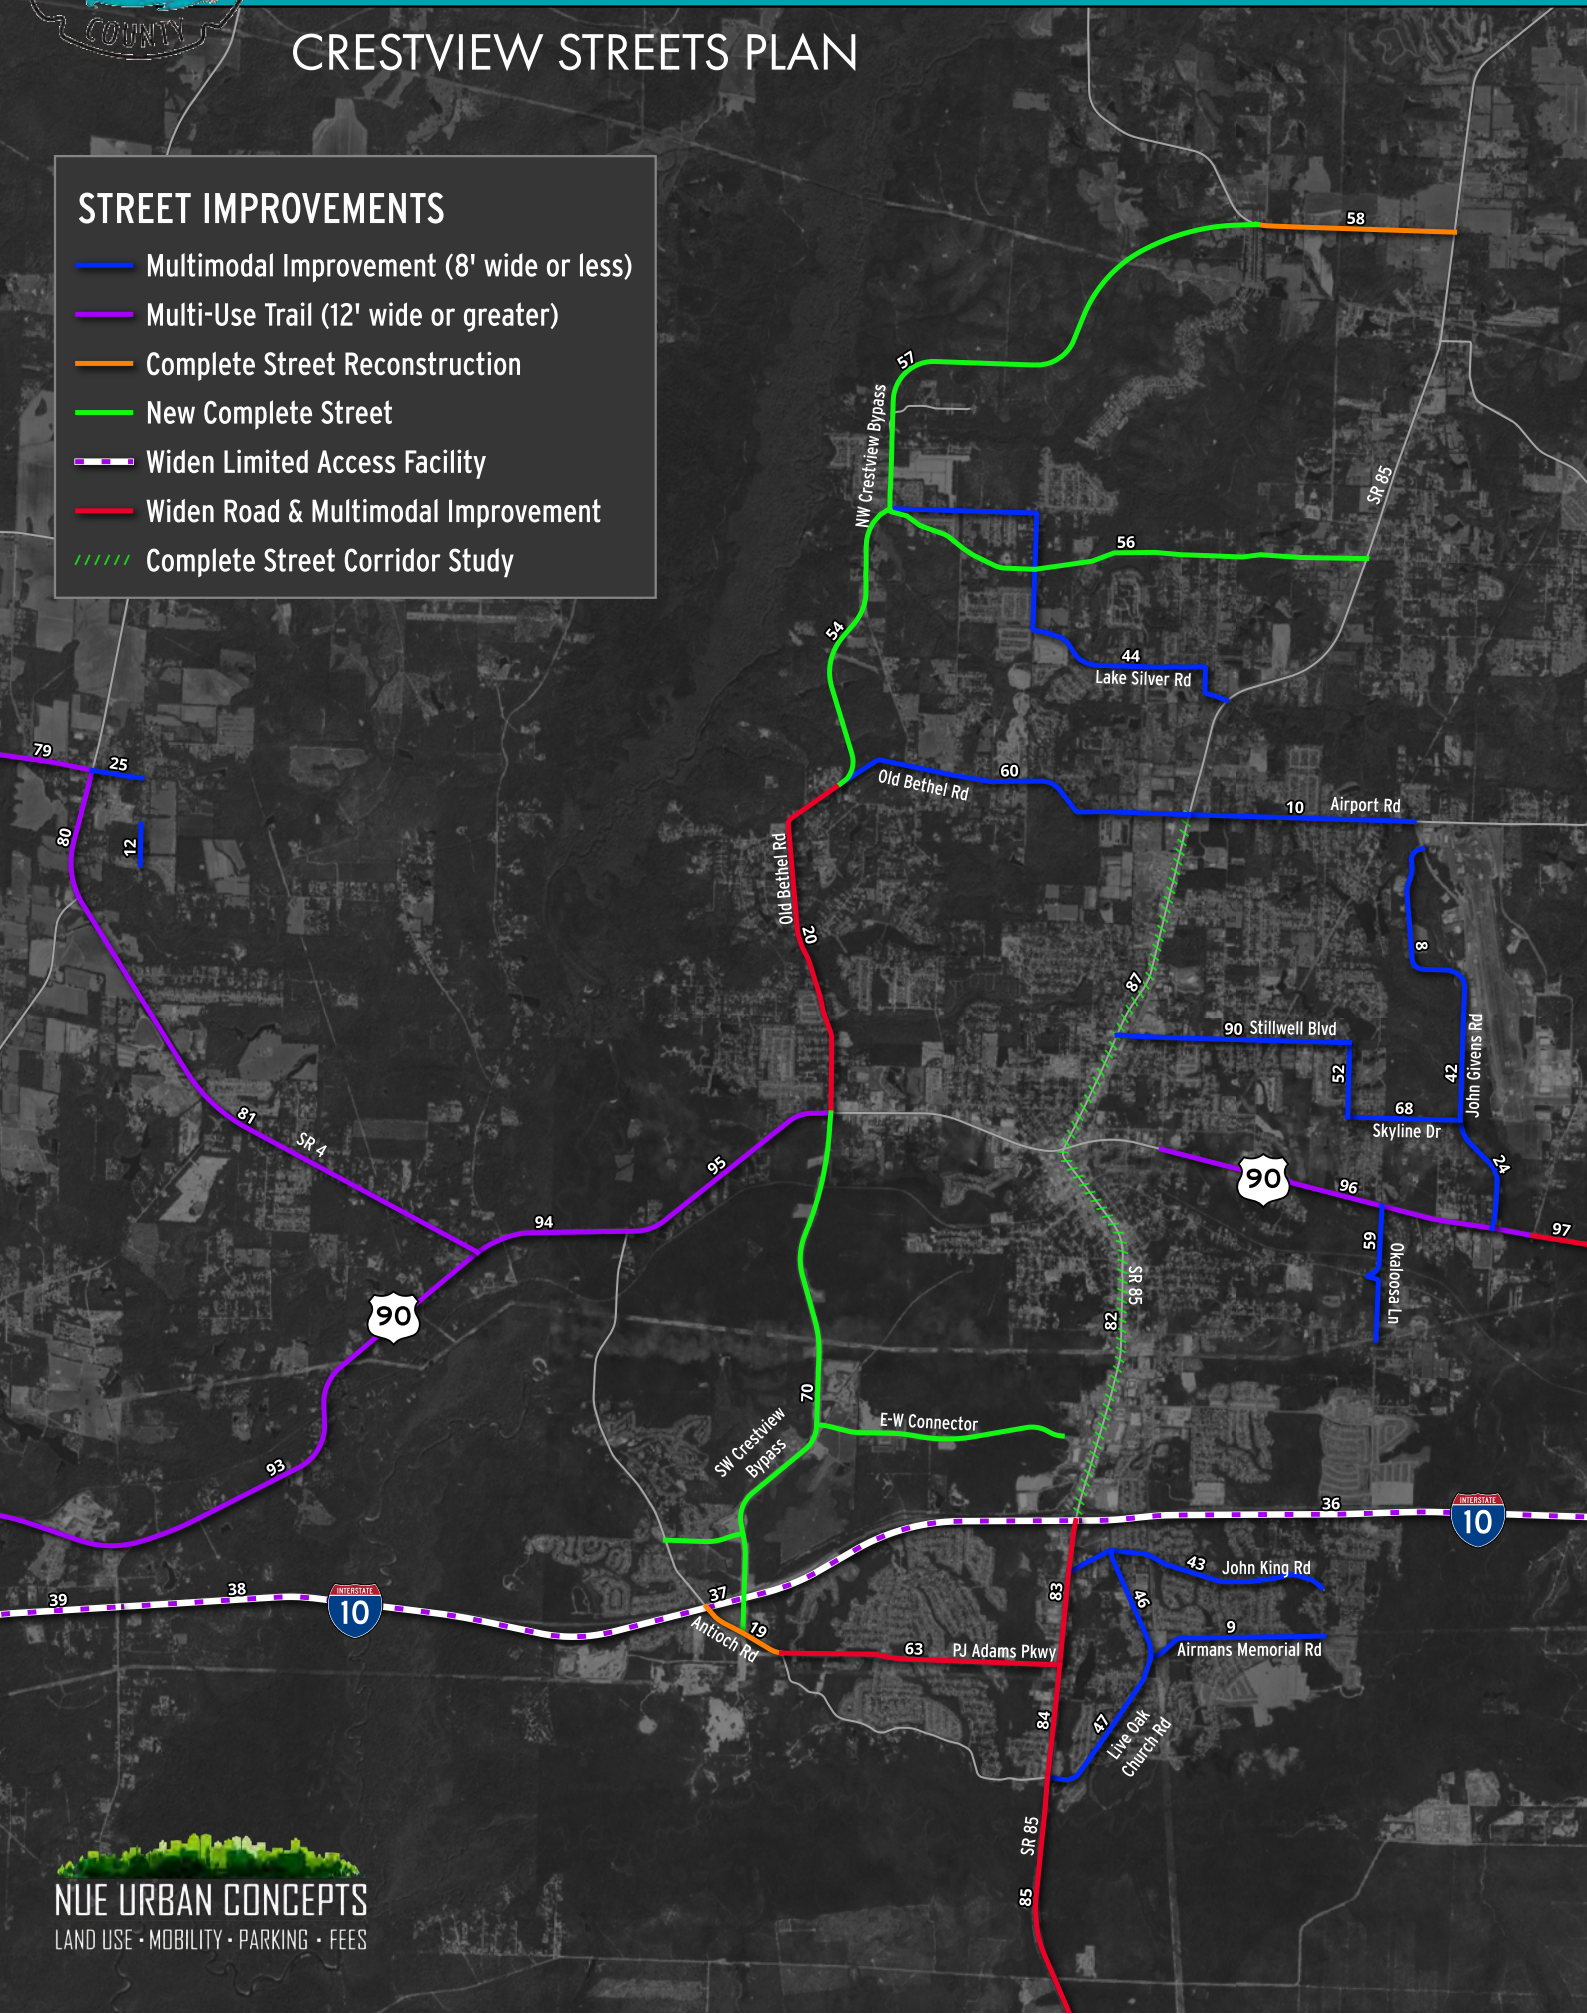 COUNTY
CRESTVIEW STREETS PLAN
STREET IMPROVEMENTS
Multimodal Improvement (8' wide or less)
Multi-Use Trail (12' wide or greater)
Complete Street Reconstruction
New Complete Street
Widen Limited Access Facility
Widen Road & Multimodal Improvement
Complete Street Corridor Study
58
57
NW Crestview Bypass
SR 85
56
54
44
Lake Silver Rd
79
25
60
Old Bethel Rd
10
Airport Rd
80
12
Old Bethel Rd
20
8
87
90
Stillwell Blvd
52
42
John Givens Rd
68
Skyline Dr
81
SR 4
95
24
90
96
94
97
59
Okaloosa Ln
SR 85
82
90
70
E-W Connector
SW Crestview
Bypass
93
36
INTERSTATE
10
43
John King Rd
83
46
39
38
INTERSTATE
10
37
19
Antioch Rd
63
PJ Adams Pkwy
9
Airmans Memorial Rd
84
47
Live Oak
Church Rd
SR 85
85
NUE URBAN CONCEPTS
LAND USE • MOBILITY • PARKING • FEES